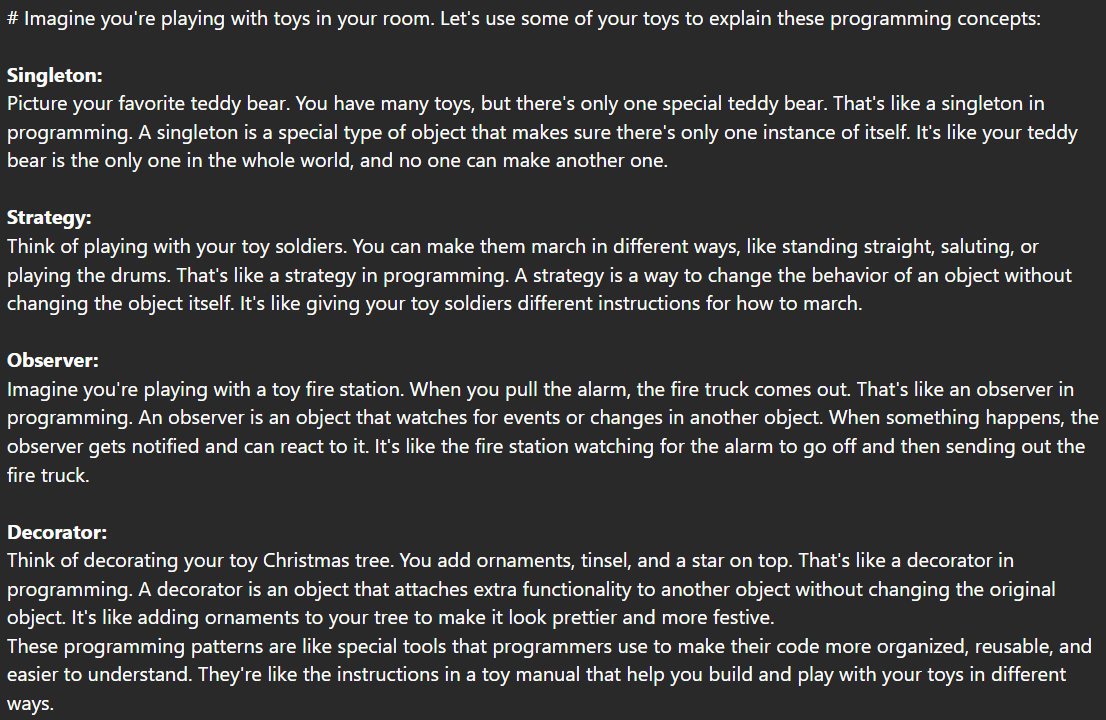 # Imagine you're playing with toys in your room. Let's use some of your toys to explain these programming concepts:
Singleton:
Picture your favorite teddy bear. You have many toys, but there's only one special teddy bear. That's like a singleton in
programming. A singleton is a special type of object that makes sure there's only one instance of itself. It's like your teddy
bear is the only one in the whole world, and no one can make another one.
Strategy:
Think of playing with your toy soldiers. You can make them march in different ways, like standing straight, saluting, or
playing the drums. That's like a strategy in programming. A strategy is a way to change the behavior of an object without
changing the object itself. It's like giving your toy soldiers different instructions for how to march.
Observer:
Imagine you're playing with a toy fire station. When you pull the alarm, the fire truck comes out. That's like an observer in
programming. An observer is an object that watches for events or changes in another object. When something happens, the
observer gets notified and can react to it. It's like the fire station watching for the alarm to go off and then sending out the
fire truck.
Decorator:
Think of decorating your toy Christmas tree. You add ornaments, tinsel, and a star on top. That's like a decorator in
programming. A decorator is an object that attaches extra functionality to another object without changing the original
object. It's like adding ornaments to your tree to make it look prettier and more festive.
These programming patterns are like special tools that programmers use to make their code more organized, reusable, and
easier to understand. They're like the instructions in a toy manual that help you build and play with your toys in different
ways.